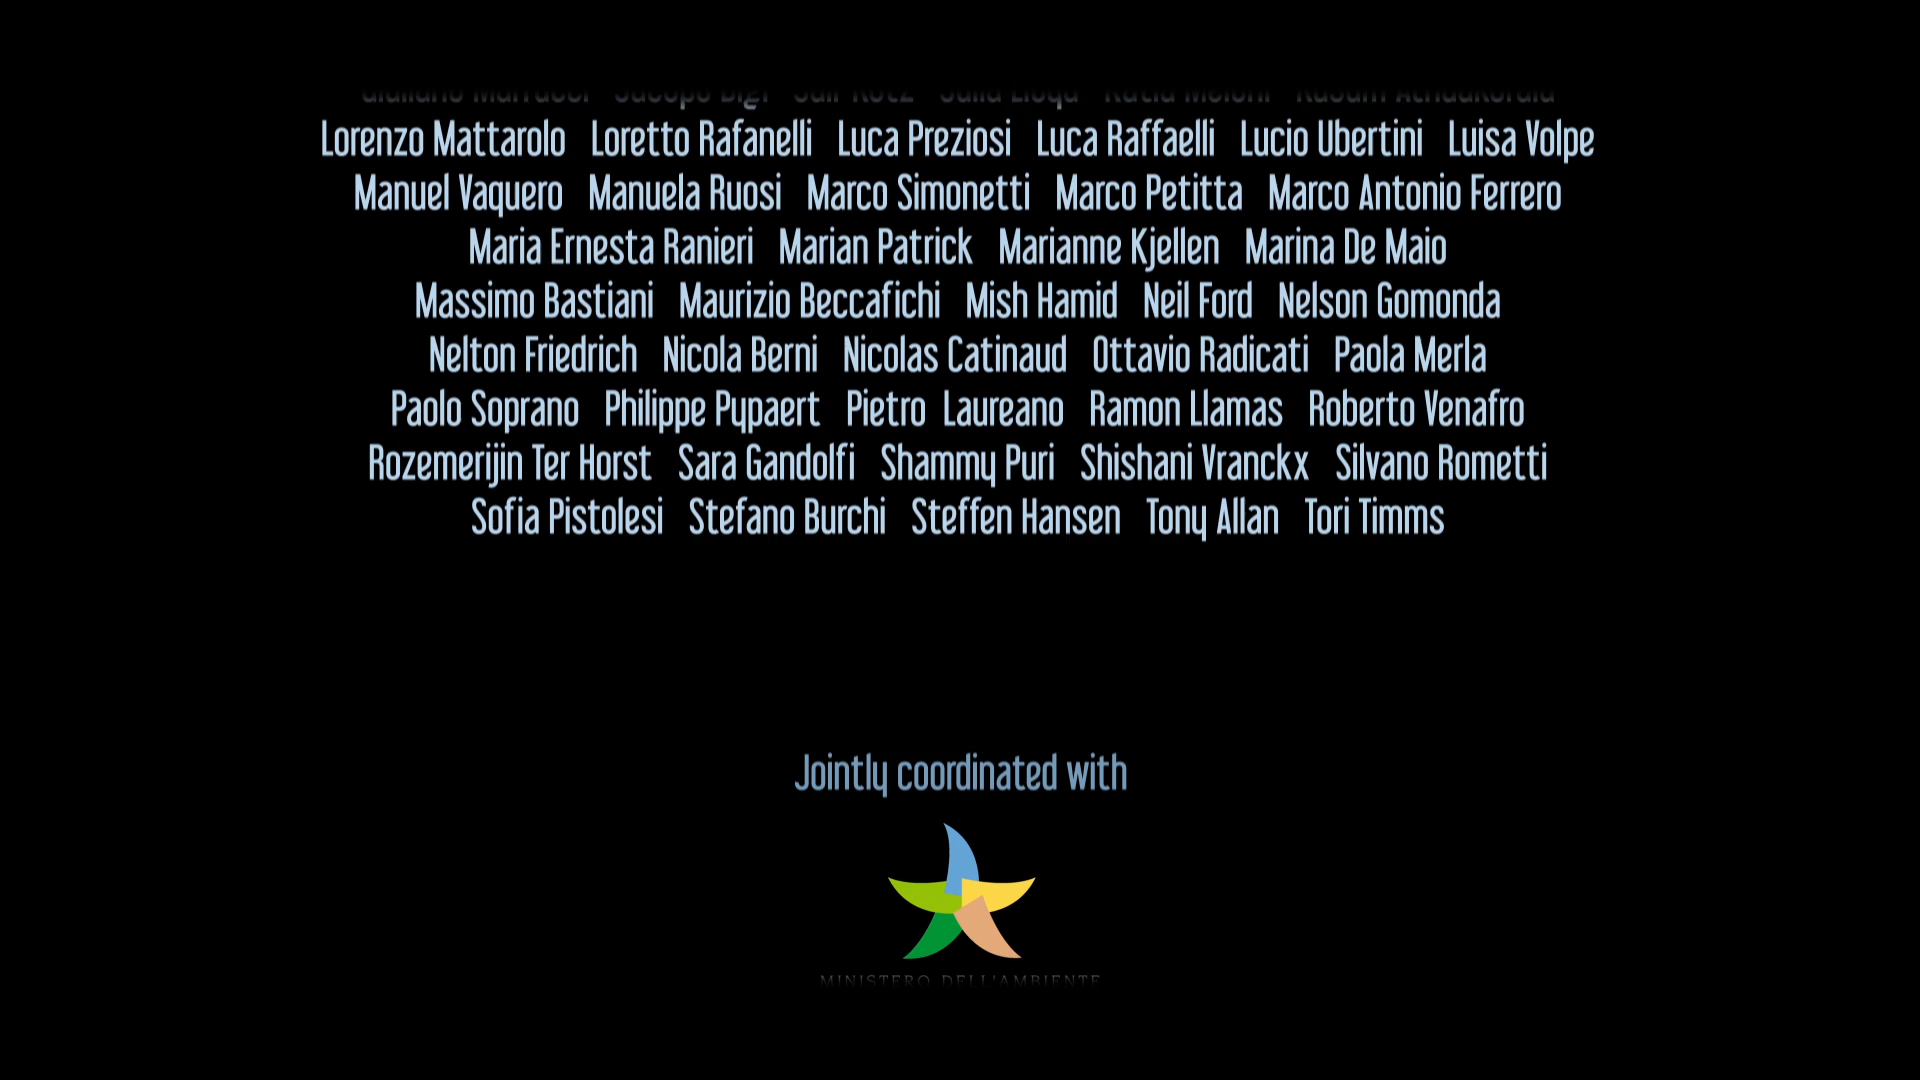 Lorenzo Mattarolo Loretto Rafanelli Luca Preziosi Luca Raffaelli Lucio Ubertini Luisa Volpe
Manuel Vaquero Manuela Ruosi Marco Simonetti Marco Petitta Marco Antonio Ferrero
Maria Ernesta Ranieri Marian Patrick Marianne Kjellen Marina De Maio
Massimo Bastiani Maurizio Beccafichi Mish Hamid Neil Ford Nelson Gomonda
Nelton Friedrich Nicola Berni Nicolas Catinaud Ottavio Radicati Paola Merla
Paolo Soprano Philippe Pypaert Pietro Laureano Ramon Llamas Roberto Venafro
Rozemerijin Ter Horst Sara Gandolfi Shammy Puri Shishani Vranckx Silvano Rometti
Sofia Pistolesi Stefano Burchi Steffen Hansen Tony Allan Tori Timms
Jointly coordinated with
MINISTERO DELL'AMBIENTE